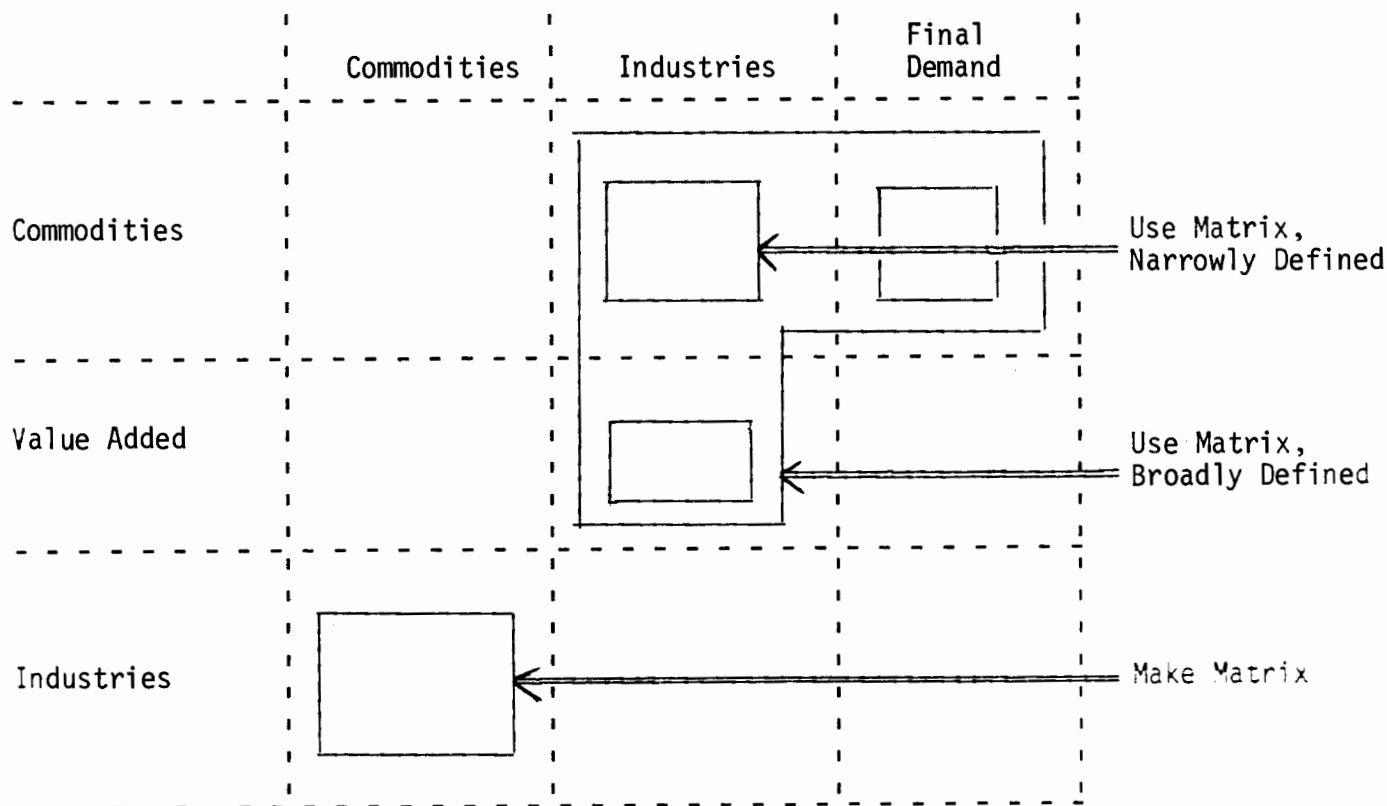 Final
Commodities Industries Demand
Commodities
Use Matrix,
Narrowly Defined
Value Added
Use Matrix,
Broadly Defined
Industries
Make Matrix